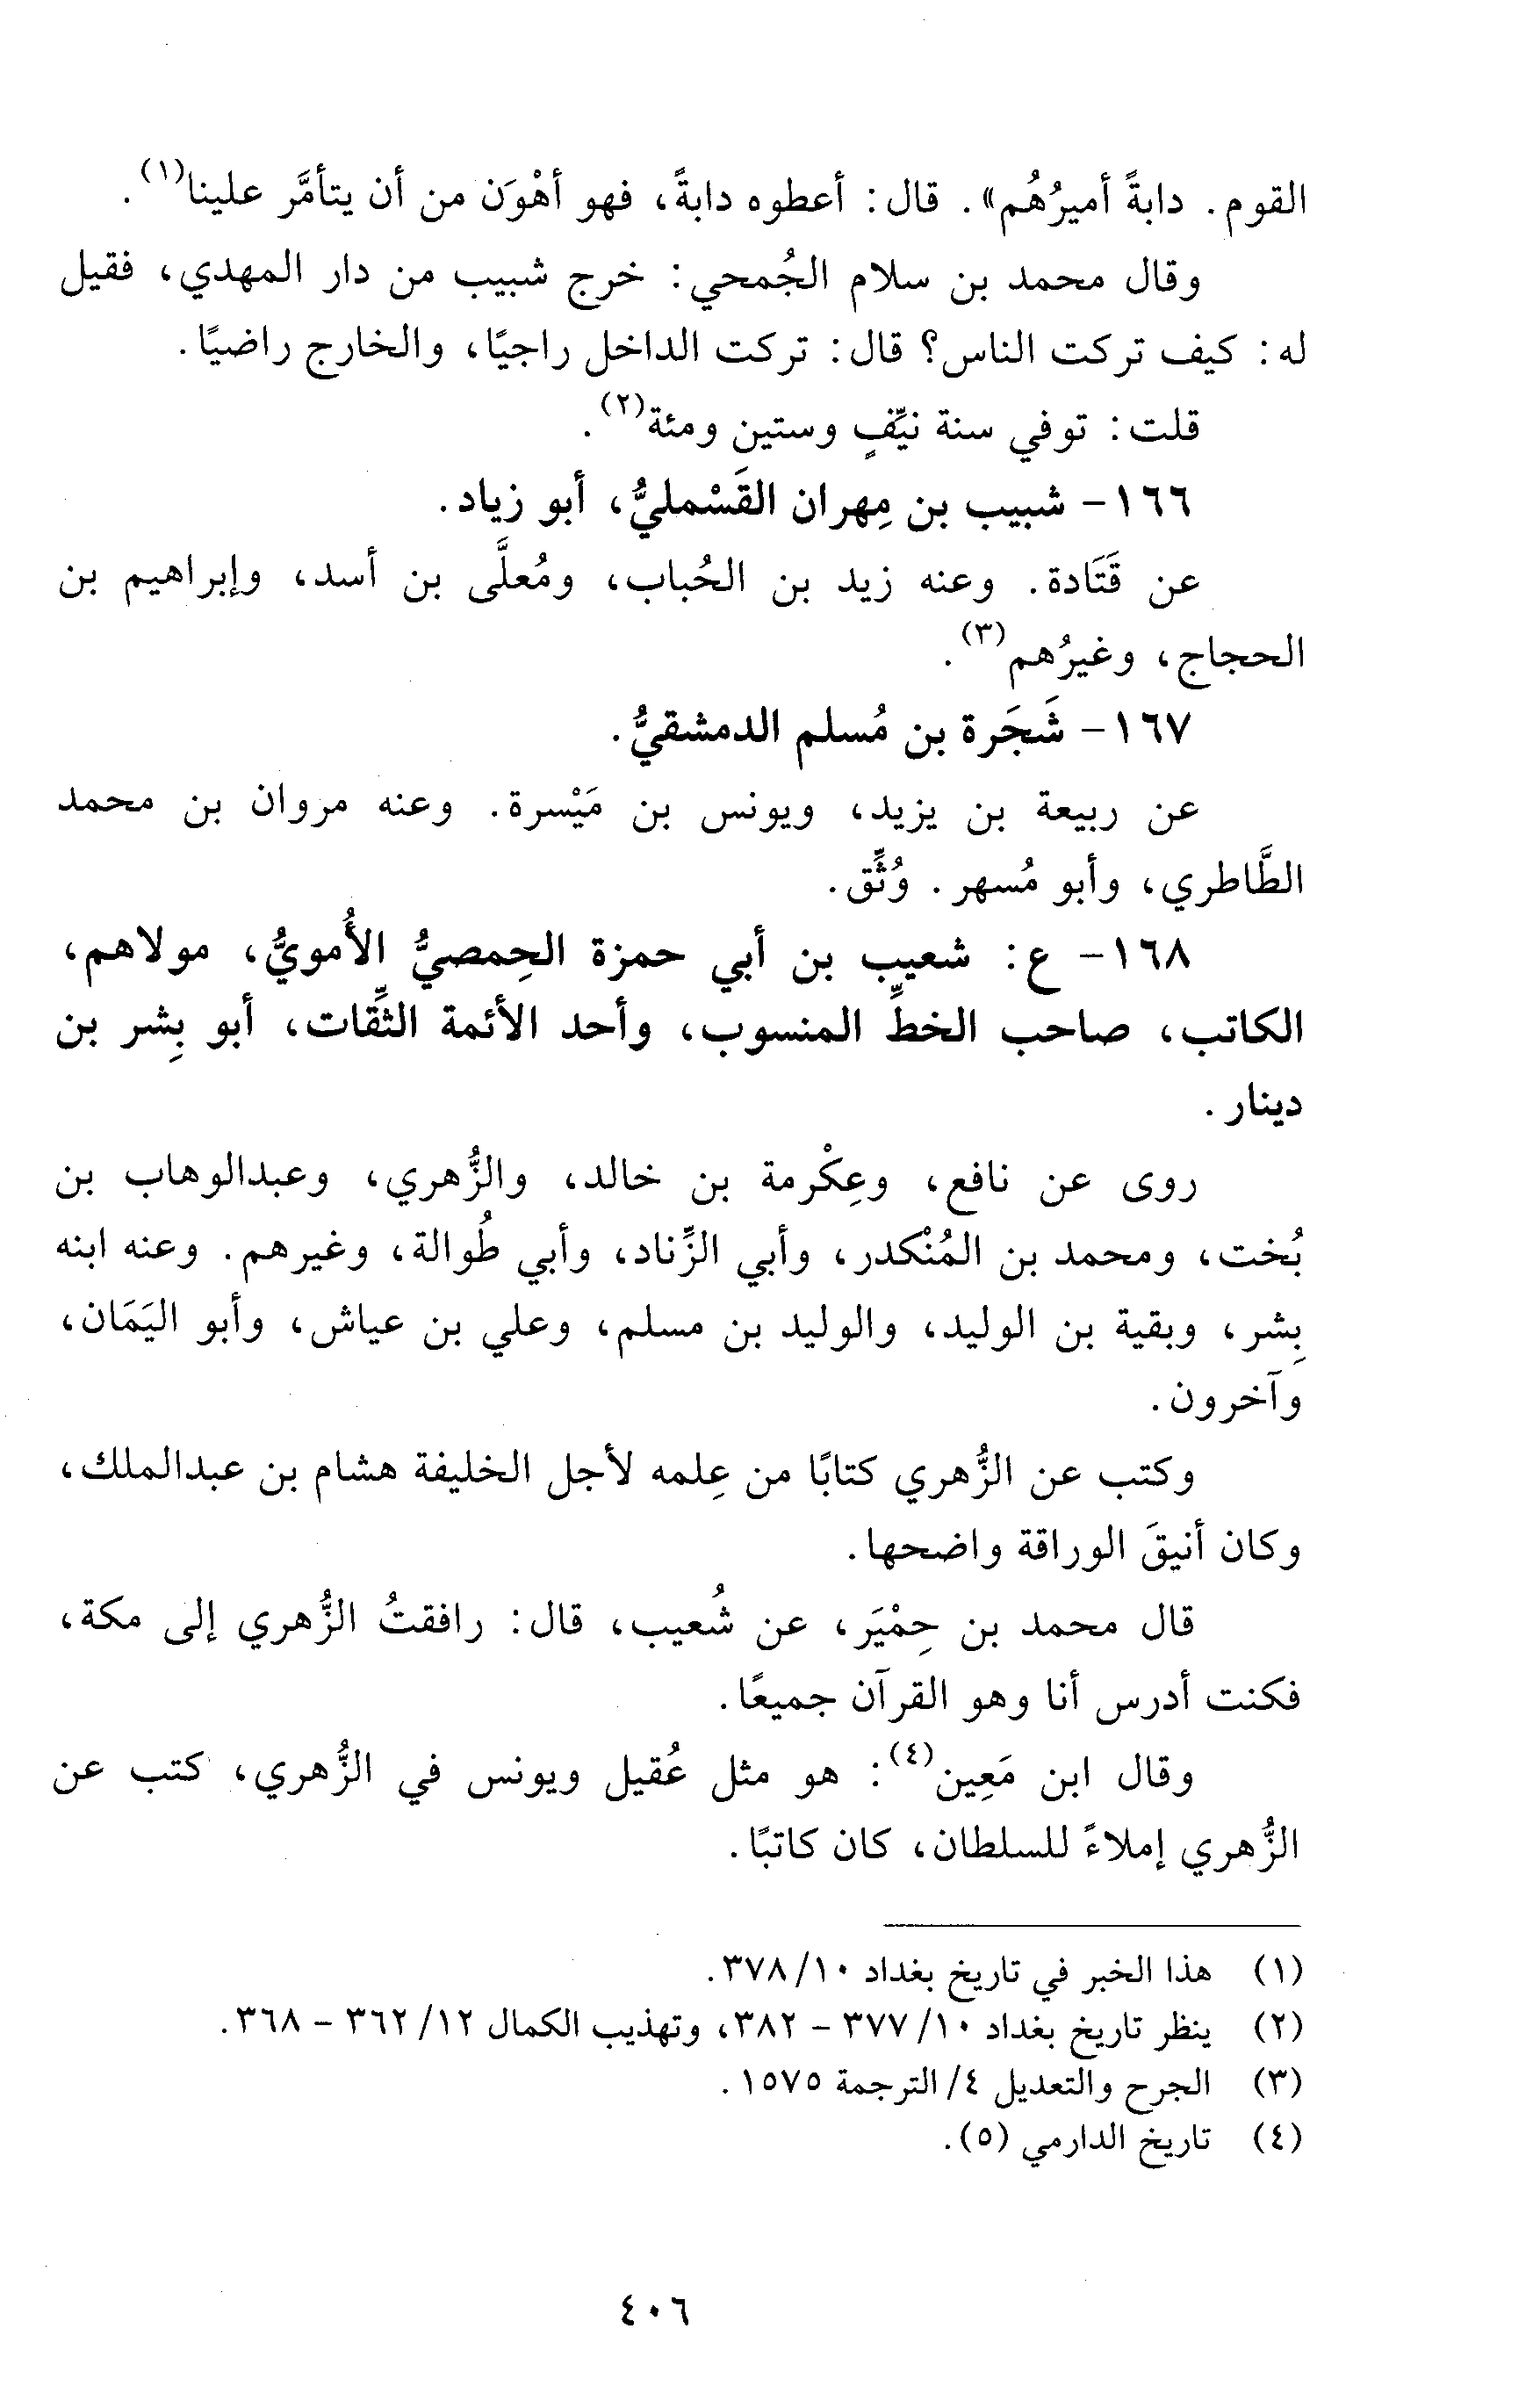 القوم. دابةً أميرُهُم». قال: أعطوه دابةً، فهو أهْوَن من أن يتأمَّر علينا(١).
وقال محمد بن سلام الجُمحي: خرج شبيب من دار المهدي، فقيل
له: كيف تركت الناس؟ قال: تركت الداخل راجيًا، والخارج راضيًا.
قلت: توفي سنة نيِّفٍ وستين ومئة(٢).
١٦٦- شبيب بن مِهران القَسْمليُّ، أبو زياد.
عن قَتَادة. وعنه زيد بن الحُباب، ومُعلَّى بن أسد، وإبراهيم بن
الحجاج، وغيرُهم(٣).
١٦٧- شَجَرة بن مُسلم الدمشقيُّ.
عن ربيعة بن يزيد، ويونس بن مَيْسرة. وعنه مروان بن محمد
الطَّاطري، وأبو مُسهر. وُثِّق.
١٦٨- ع: شعيب بن أبي حمزة الحِمصيُّ الأُمويُّ، مولاهم،
الكاتب، صاحب الخطِّ المنسوب، وأحد الأئمة الثِّقات، أبو بِشر بن
دينار.
روى عن نافع، وعِكْرمة بن خالد، والزُّهري، وعبدالوهاب بن
بُخت، ومحمد بن المُنْكدر، وأبي الزِّناد، وأبي طُوالة، وغيرهم. وعنه ابنه
بِشر، وبقية بن الوليد، والوليد بن مسلم، وعلي بن عياش، وأبو اليَمَان،
وآخرون.
وكتب عن الزُّهري كتابًا من عِلمه لأجل الخليفة هشام بن عبدالملك،
وكان أنيقَ الوراقة واضحها.
قال محمد بن حِمْيَر، عن شُعيب، قال: رافقتُ الزُّهري إلى مكة،
فكنت أدرس أنا وهو القرآن جميعًا.
وقال ابن مَعِين(٤): هو مثل عُقيل ويونس في الزُّهري، كتب عن
الزُّهري إملاءً للسلطان، كان كاتبًا.
(١) هذا الخبر في تاريخ بغداد ١٠/ ٣٧٨.
(٢) ينظر تاريخ بغداد ١٠/ ٣٧٧ - ٣٨٢، وتهذيب الكمال ١٢/ ٣٦٢ - ٣٦٨.
(٣) الجرح والتعديل ٤/ الترجمة ١٥٧٥.
(٤) تاريخ الدارمي (٥).
٤٠٦